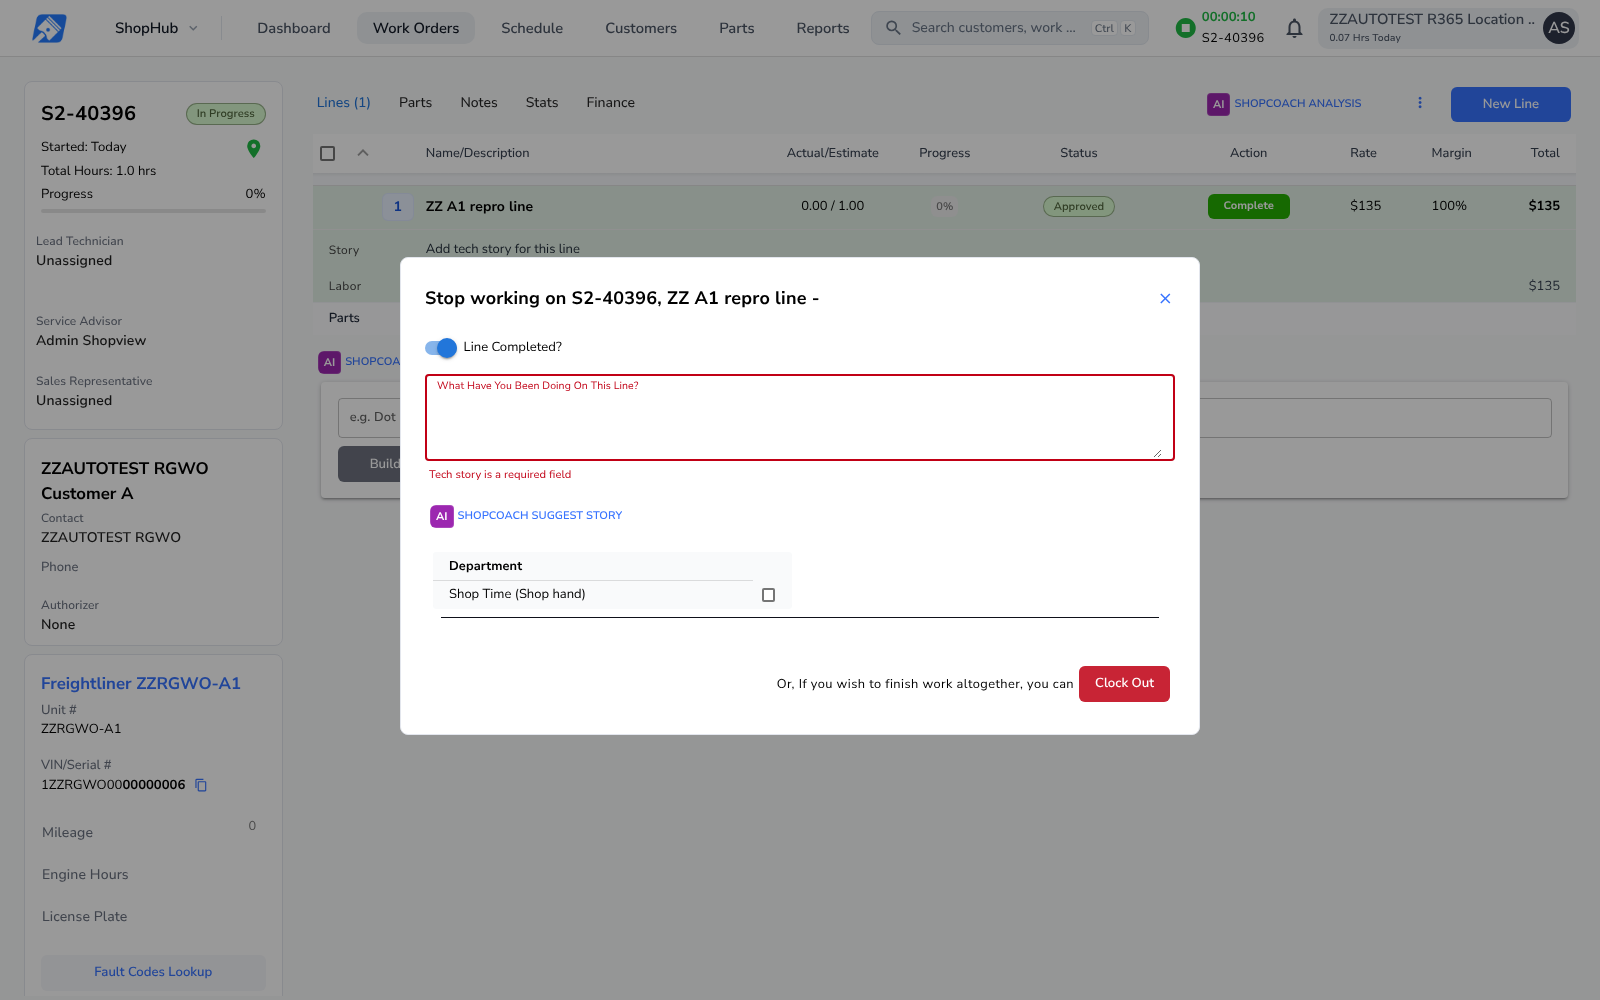 ShopHub
Dashboard
Work Orders
Schedule
Customers
Parts
Reports
Search customers, work ...
Ctrl
K
00:00:10
S2-40396
ZZAUTOTEST R365 Location ..
0.07 Hrs Today
AS
S2-40396
In Progress
Started: Today
Total Hours: 1.0 hrs
Progress
0%
Lead Technician
Unassigned
Service Advisor
Admin Shopview
Sales Representative
Unassigned
ZZAUTOTEST RGWO
Customer A
Contact
ZZAUTOTEST RGWO
Phone
Authorizer
None
Freightliner ZZRGWO-A1
Unit #
ZZRGWO-A1
VIN/Serial #
1ZZRGWO0000000006
Mileage
0
Engine Hours
License Plate
Fault Codes Lookup
Lines (1)
Parts
Notes
Stats
Finance
AI
SHOPCOACH ANALYSIS
New Line
Name/Description
Actual/Estimate
Progress
Status
Action
Rate
Margin
Total
1
ZZ A1 repro line
0.00 / 1.00
0%
Approved
Complete
$135
100%
$135
Story
Add tech story for this line
Labor
$135
Parts
AI
SHOPCOA
e.g. Dot
Build
Stop working on S2-40396, ZZ A1 repro line -
Line Completed?
What Have You Been Doing On This Line?
Tech story is a required field
AI
SHOPCOACH SUGGEST STORY
Department
Shop Time (Shop hand)
Or, If you wish to finish work altogether, you can
Clock Out